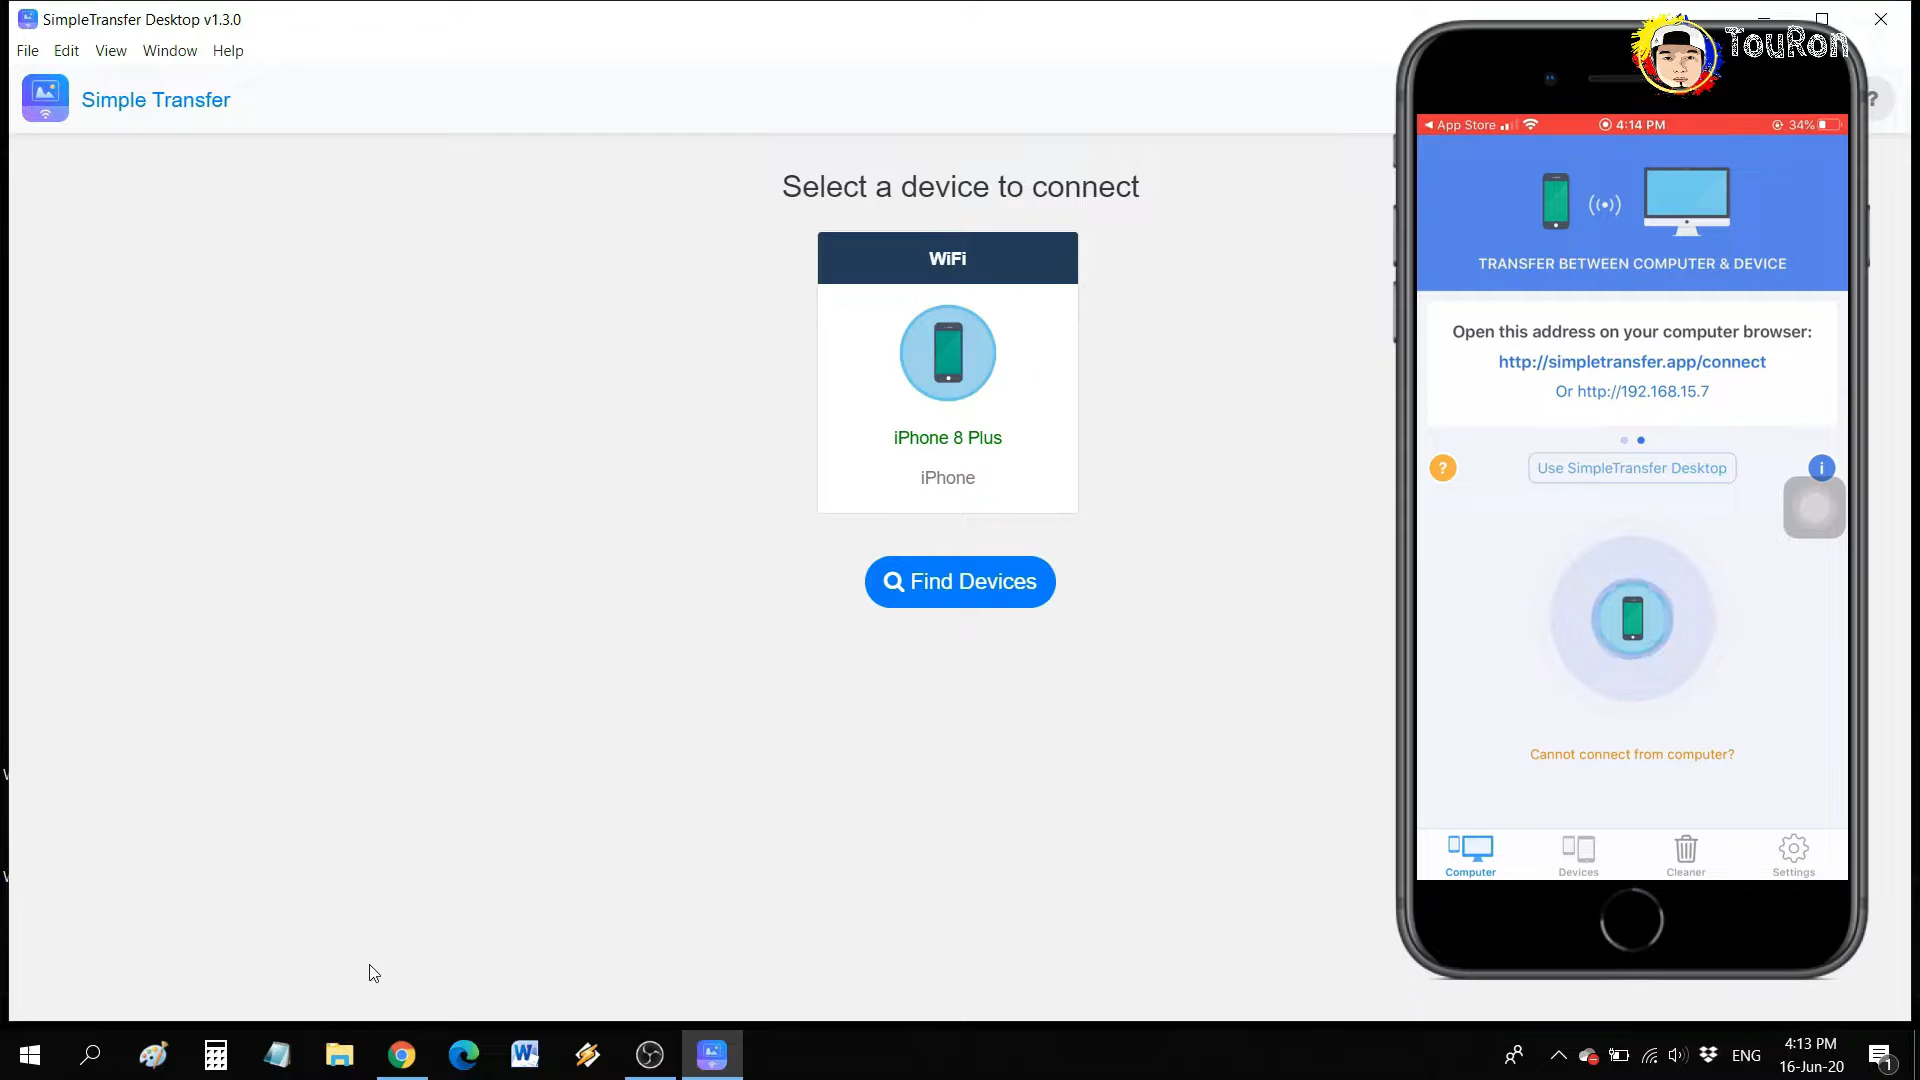 SimpleTransfer Desktop v1.3.0
File Edit View Window Help
Simple Transfer
Select a device to connect
WiFi
iPhone 8 Plus
iPhone
Find Devices
TouRon
?
App Store 4:14 PM 34%
TRANSFER BETWEEN COMPUTER & DEVICE
Open this address on your computer browser:
http://simpletransfer.app/connect
Or http://192.168.15.7
? Use SimpleTransfer Desktop i
Cannot connect from computer?
Computer Devices Cleaner Settings
ENG
4:13 PM
16-Jun-20
1